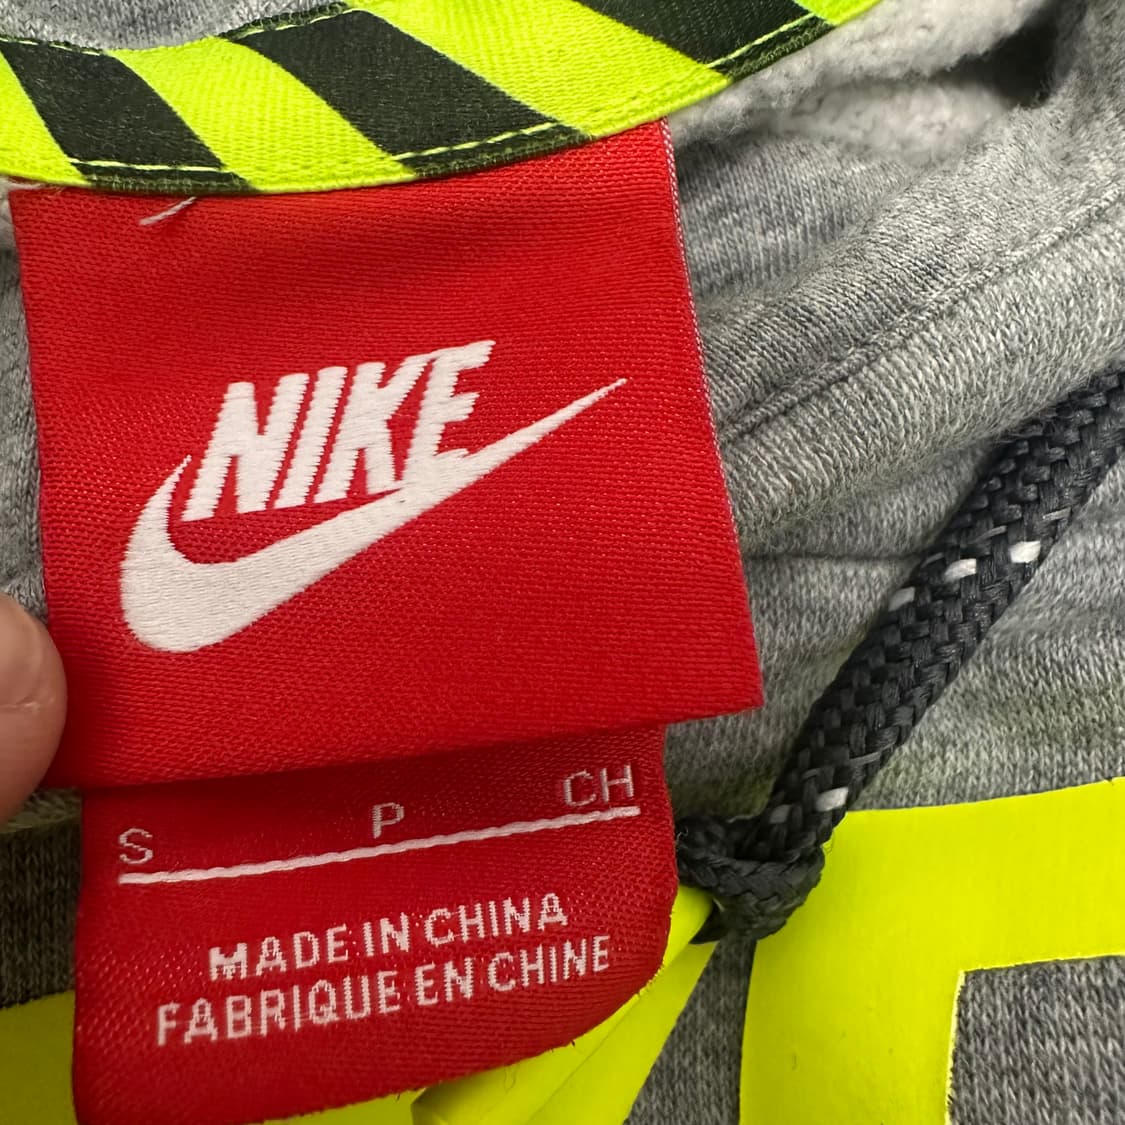 NIKE
S P CH
MADE IN CHINA
FABRIQUE EN CHINE